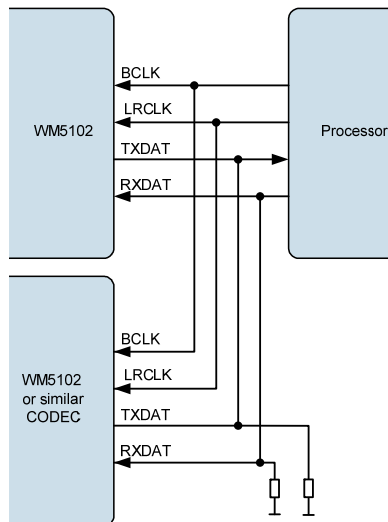 BCLK
LRCLK
WM5102
Processor
TXDAT
RXDAT
BCLK
LRCLK
WM5102
or similar
CODEC
TXDAT
RXDAT